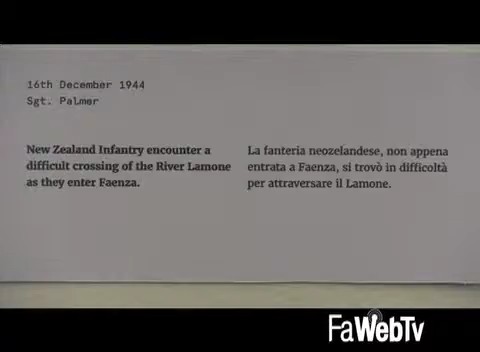 16th December 1944
Sgt. Palmer
New Zealand Infantry encounter a
difficult crossing of the River Lamone
as they enter Faenza.
La fanteria neozelandese, non appena
entrata a Faenza, si trovò in difficoltà
per attraversare il Lamone.
FaWebTv